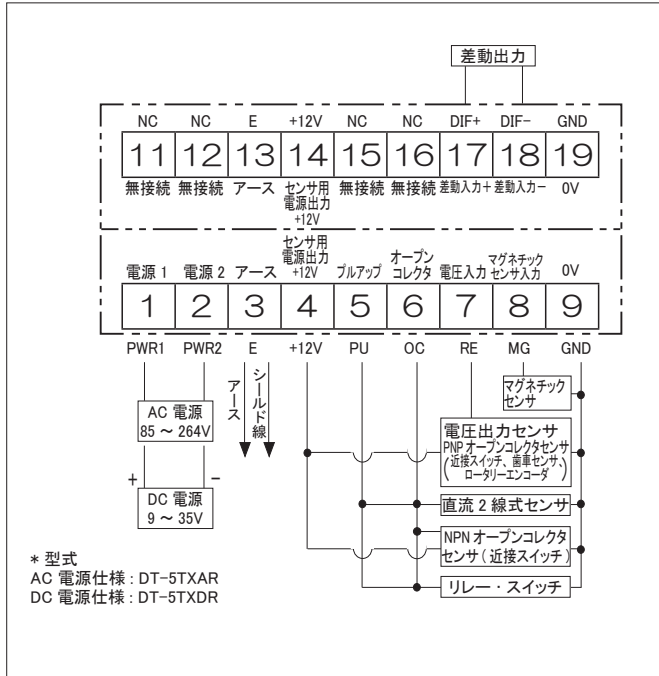 差動出力
NC NC E +12V NC NC DIF+ DIF- GND
11 12 13 14 15 16 17 18 19
無接続 無接続 アース センサ用 無接続 無接続 差動入力+ 差動入力- 0V
電源出力
+12V
センサ用
電源出力
電源 1 電源 2 アース +12V プルアップ オープン コレクタ 電圧入力 マグネチック センサ入力 0V
1 2 3 4 5 6 7 8 9
PWR1 PWR2 E +12V PU OC RE MG GND
アース
シールド線
マグネチック
センサ
AC 電源
85 ~ 264V
電圧出力センサ
PNP オープンコレクタセンサ
(近接スイッチ、歯車センサ、
ロータリーエンコーダ)
+ −
DC 電源
9 ~ 35V
直流 2 線式センサ
NPN オープンコレクタ
センサ ( 近接スイッチ )
リレー・スイッチ
* 型式
AC 電源仕様 : DT-5TXAR
DC 電源仕様 : DT-5TXDR